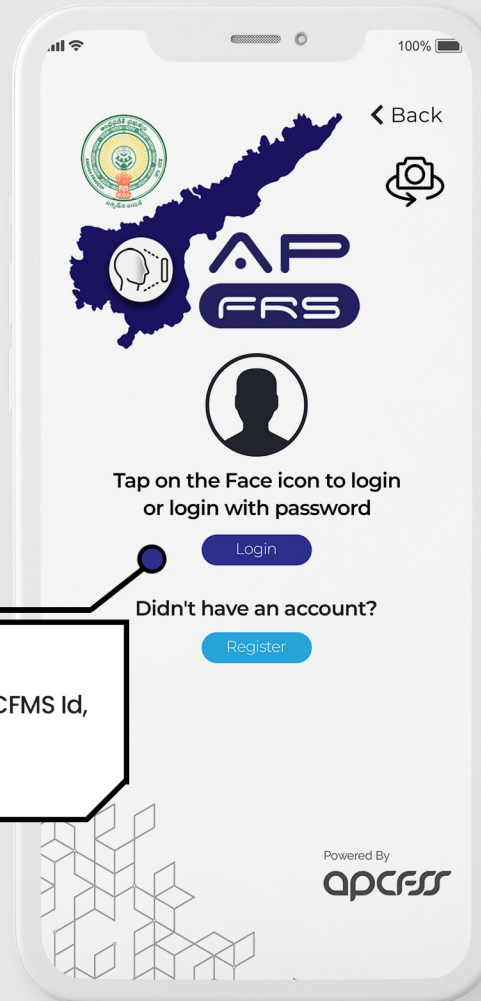 100%
Back
AP
FRS
Tap on the Face icon to login
or login with password
Login
Didn't have an account?
CFMS Id,
Register
Powered By
apcfss